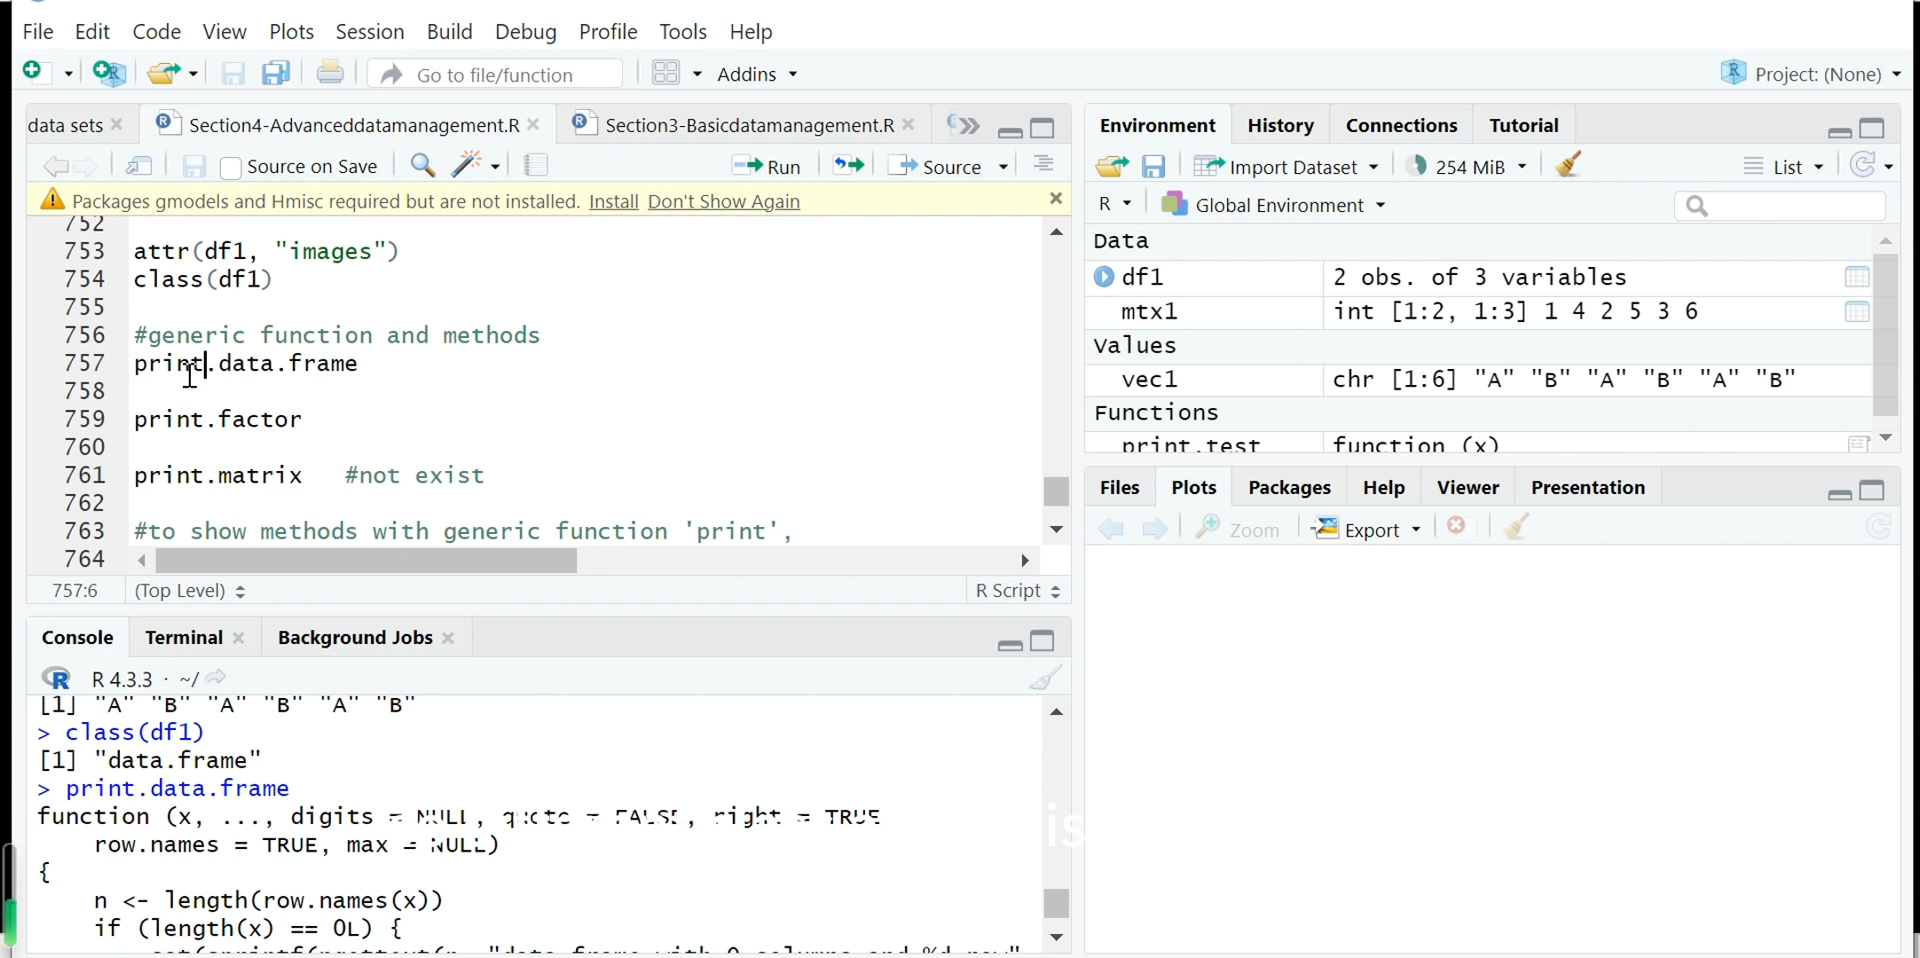 File Edit Code View Plots Session Build Debug Profile Tools Help
Go to file/function Addins Project: (None)
data sets Section4-Advanceddatamanagement.R Section3-Basicdatamanagement.R
Source on Save Run Source
Packages gmodels and Hmisc required but are not installed. Install Don't Show Again
752
753 attr(df1, "images")
754 class(df1)
755
756 #generic function and methods
757 print.data.frame
758
759 print.factor
760
761 print.matrix #not exist
762
763 #to show methods with generic function 'print',
764
757:6 (Top Level) R Script
Console Terminal Background Jobs
R 4.3.3 · ~/
[1] "A" "B" "A" "B" "A" "B"
> class(df1)
[1] "data.frame"
> print.data.frame
function (x, ..., digits = NULL, quote = FALSE, right = TRUE
row.names = TRUE, max = NULL)
{
n <- length(row.names(x))
if (length(x) == 0L) {
is
Environment History Connections Tutorial
Import Dataset 254 MiB List
R Global Environment
Data
df1 2 obs. of 3 variables
mtx1 int [1:2, 1:3] 1 4 2 5 3 6
Values
vec1 chr [1:6] "A" "B" "A" "B" "A" "B"
Functions
print.test function (x)
Files Plots Packages Help Viewer Presentation
Zoom Export